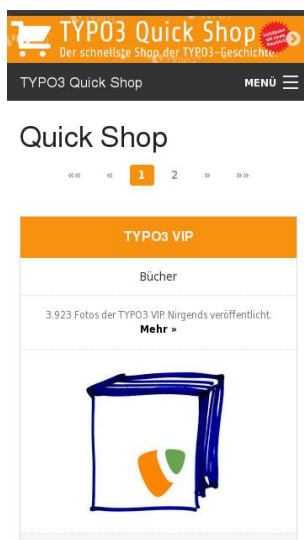 TYPO3 Quick Shop
Der schnellste Shop der TYPO3-Geschichte.
TYPO3 Quick Shop
MENÜ
Quick Shop
«« « 1 2 » »»
TYPO3 VIP
Bücher
3.923 Fotos der TYPO3 VIP. Nirgends veröffentlicht.
Mehr »